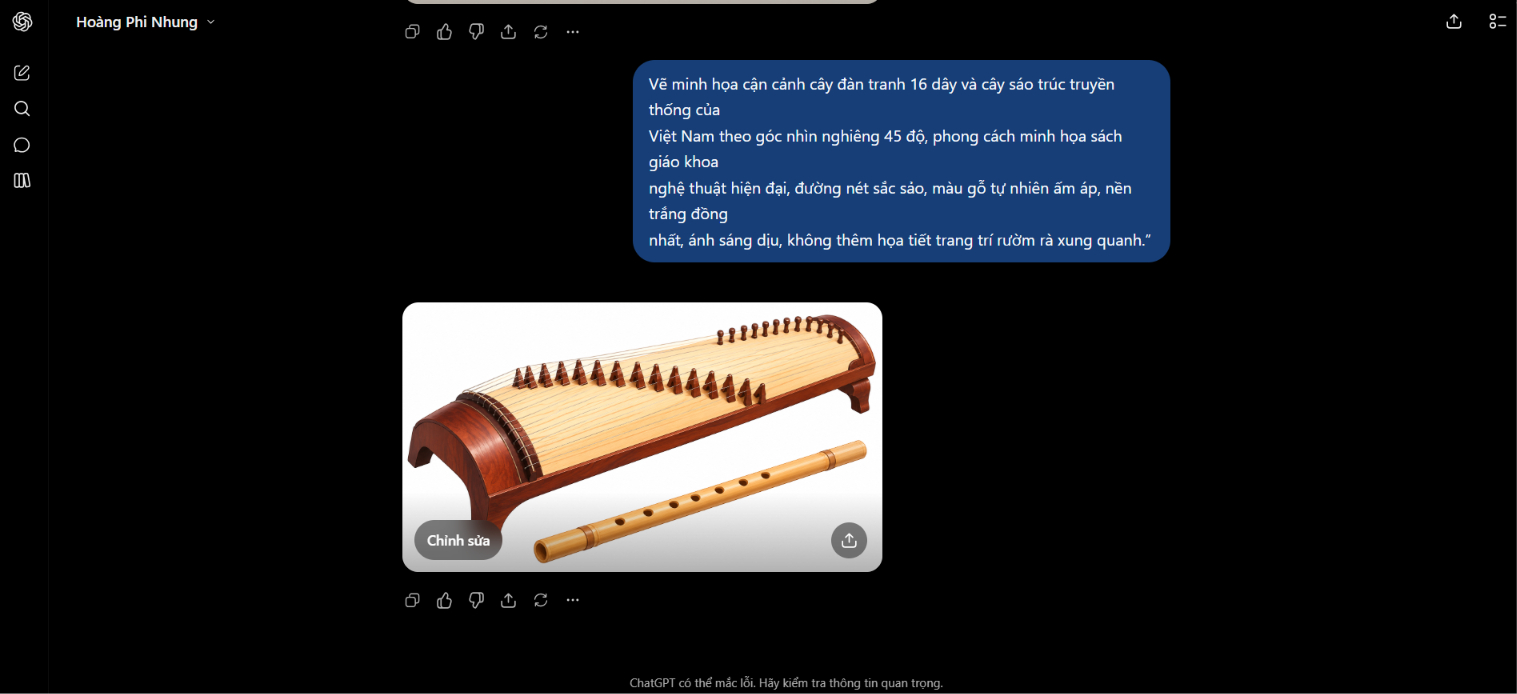 Hoàng Phi Nhung
Vẽ minh họa cận cảnh cây đàn tranh 16 dây và cây sáo trúc truyền
thống của
Việt Nam theo góc nhìn nghiêng 45 độ, phong cách minh họa sách
giáo khoa
nghệ thuật hiện đại, đường nét sắc sảo, màu gỗ tự nhiên ấm áp, nền
trắng đồng
nhất, ánh sáng dịu, không thêm họa tiết trang trí rườm rà xung quanh.”
Chỉnh sửa
ChatGPT có thể mắc lỗi. Hãy kiểm tra thông tin quan trọng.